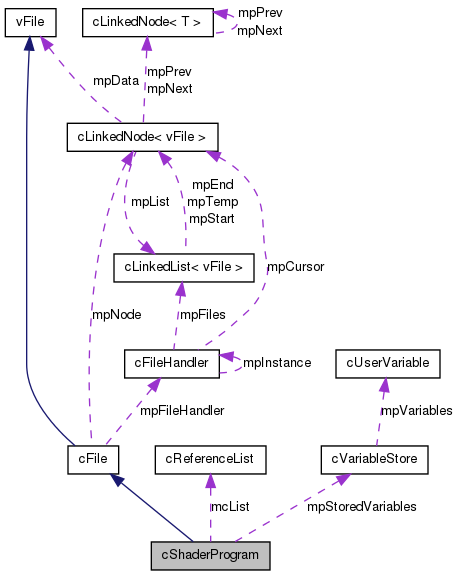 vFile
cLinkedNode< T >
mpPrev
mpNext
mpData
mpPrev
mpNext
cLinkedNode< vFile >
mpList
mpEnd
mpTemp
mpStart
cLinkedList< vFile >
mpCursor
mpNode
mpFiles
cFileHandler
mpInstance
cUserVariable
mpFileHandler
mpVariables
cFile
cReferenceList
cVariableStore
mcList
mpStoredVariables
cShaderProgram